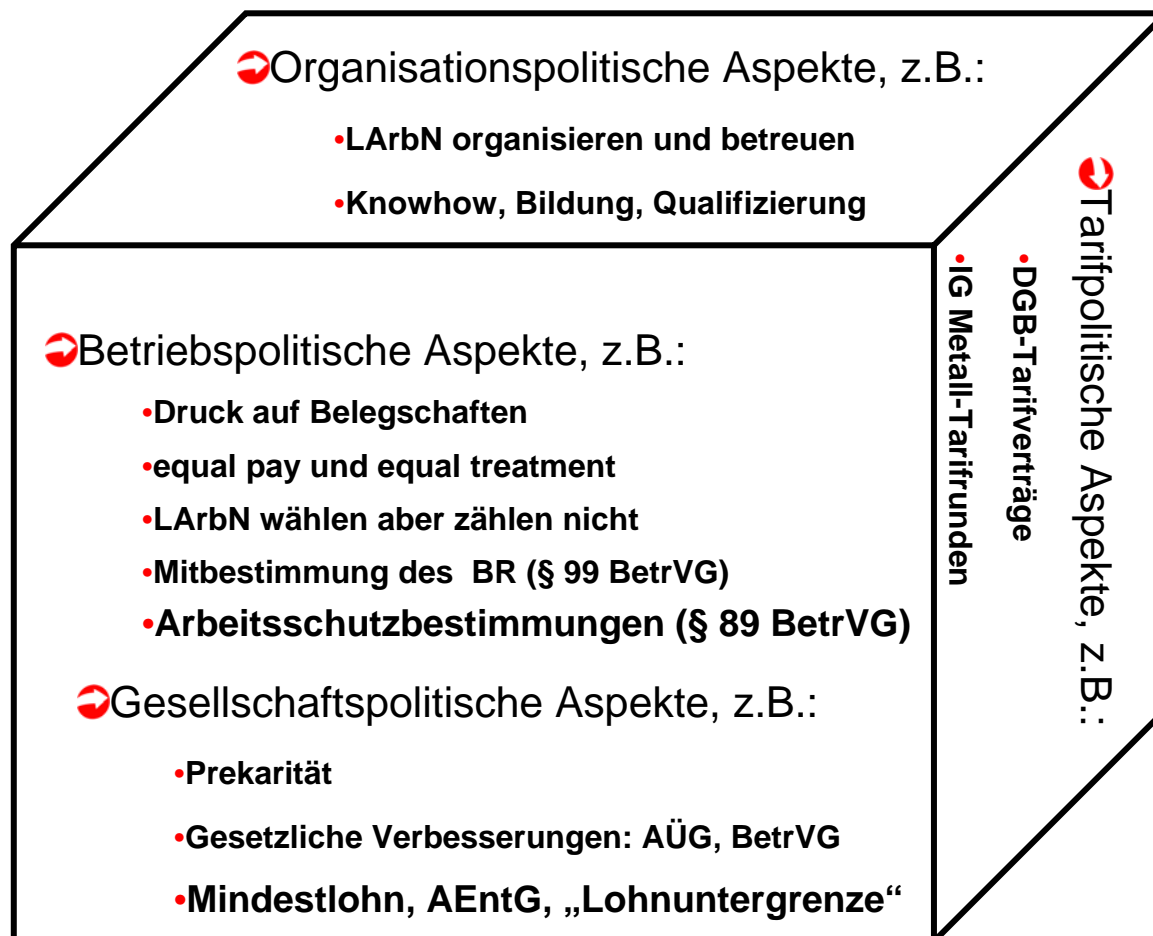 Organisationspolitische Aspekte, z.B.:
•LArbN organisieren und betreuen
•Knowhow, Bildung, Qualifizierung
Betriebspolitische Aspekte, z.B.:
•Druck auf Belegschaften
•equal pay und equal treatment
•LArbN wählen aber zählen nicht
•Mitbestimmung des BR (§ 99 BetrVG)
•Arbeitsschutzbestimmungen (§ 89 BetrVG)
Gesellschaftspolitische Aspekte, z.B.:
•Prekarität
•Gesetzliche Verbesserungen: AÜG, BetrVG
•Mindestlohn, AEntG, „Lohnuntergrenze“
Tarifpolitische Aspekte, z.B.:
•DGB-Tarifverträge
•IG Metall-Tarifrunden